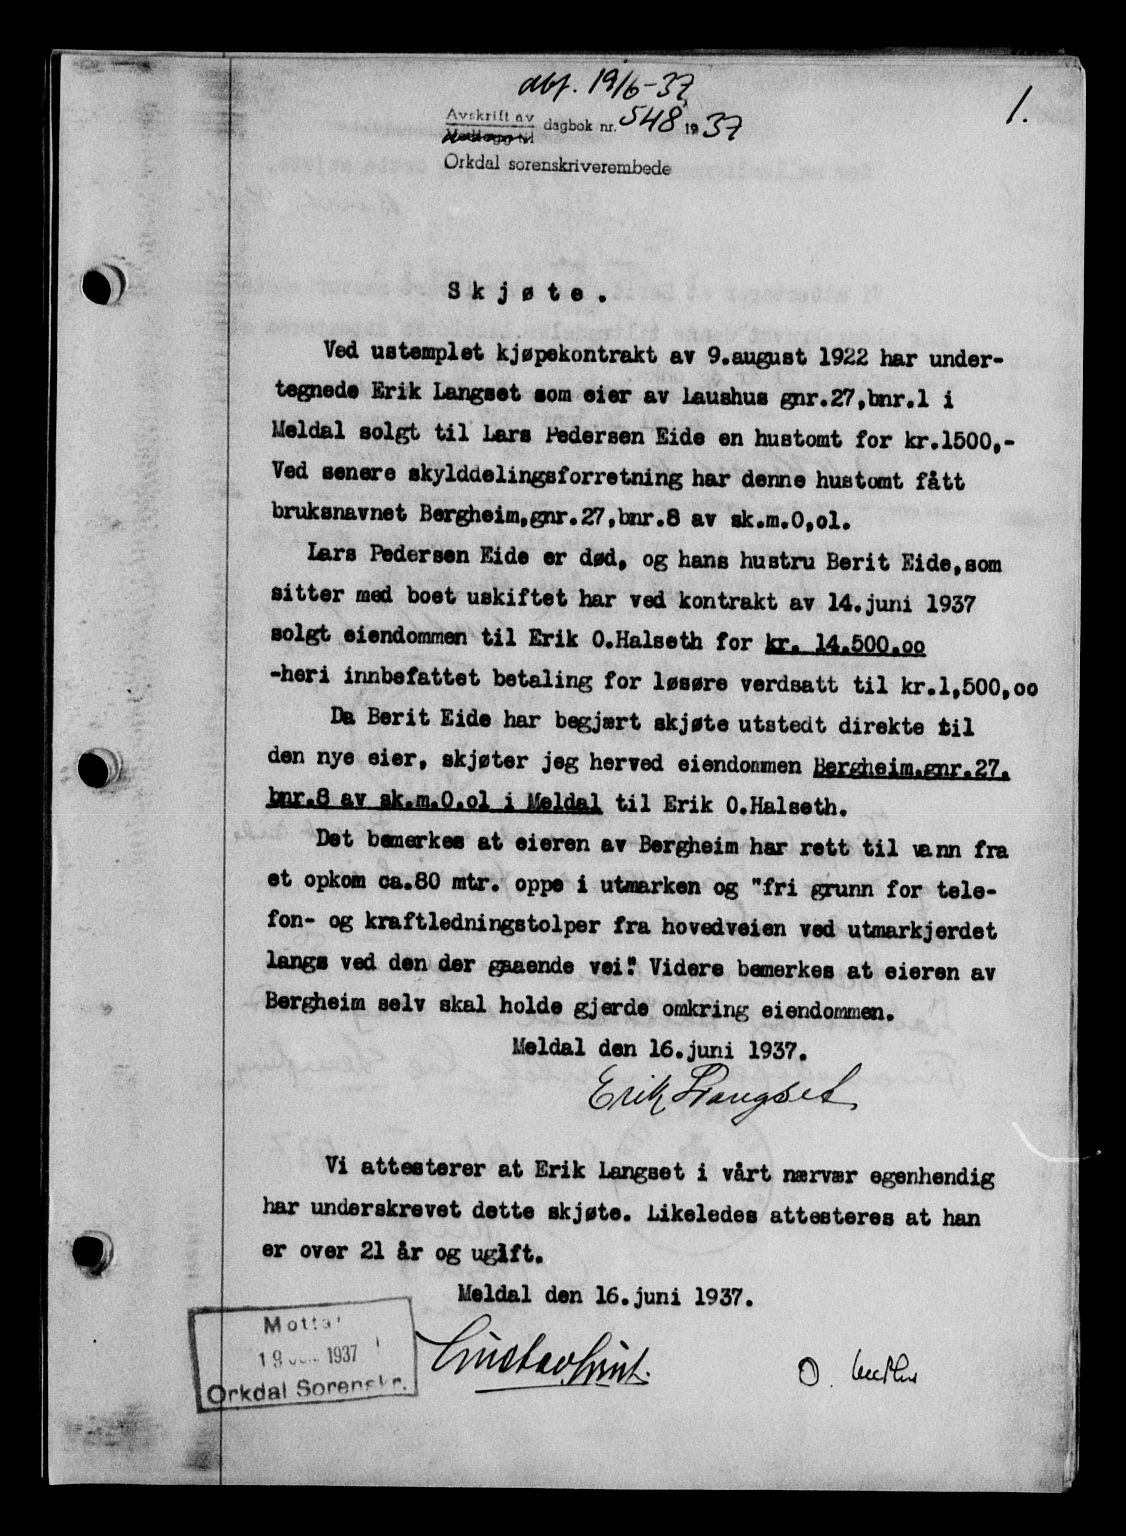 dbf. 19/6-37
1.
Avskrift av
Vedlegg til
dagbok nr. 548 1937
Orkdal sorenskriverembede
Skjøte.
Ved ustemplet kjøpekontrakt av 9.august 1922 har under-
tegnede Erik Langset som eier av Laushus gnr.27,bnr.1 i
Meldal solgt til Lars Pedersen Eide en hustomt for kr.1500,-
Ved senere skylddelingsforretning har denne hustomt fått
bruksnavnet Bergheim,gnr.27,bnr.8 av sk.m.0,ol.
Lars Pedersen Eide er død, og hans hustru Berit Eide,som
sitter med boet uskiftet har ved kontrakt av 14.juni 1937
solgt eiendommen til Erik O.Halseth for kr. 14.500,oo
-heri innbefattet betaling for løsøre verdsatt til kr.1,500,oo
Da Berit Eide har begjært skjøte utstedt direkte til
den nye eier, skjøter jeg herved eiendommen Bergheim,gnr.27,
bnr.8 av sk.m.0.ol i Meldal til Erik O.Halseth.
Det bemerkes at eieren av Bergheim har rett til vann fra
et opkom ca.80 mtr. oppe i utmarken og "fri grunn for tele-
fon- og kraftledningstolper fra hovedveien ved utmarkjerdet
langs ved den der gaaende vei". Videre bemerkes at eieren av
Bergheim selv skal holde gjerde omkring eiendommen.
Meldal den 16.juni 1937.
Erik Langset
Vi attesterer at Erik Langset i vårt nærvær egenhendig
har underskrevet dette skjøte. Likeledes attesteres at han
er over 21 år og uglft.
Meldal den 16.juni 1937.
Motta
19 1937
Orkdal Sorenskr.
Gustav
O.